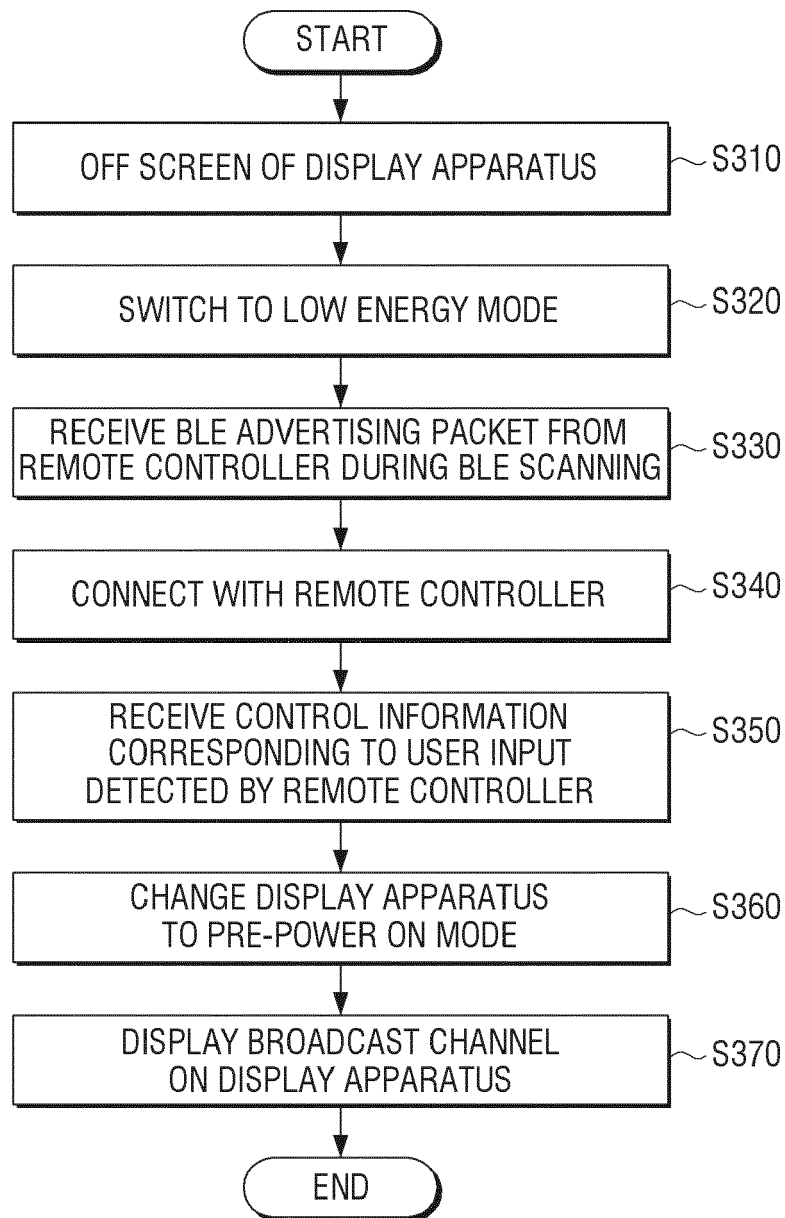 START
OFF SCREEN OF DISPLAY APPARATUS
S310
SWITCH TO LOW ENERGY MODE
S320
RECEIVE BLE ADVERTISING PACKET FROM
REMOTE CONTROLLER DURING BLE SCANNING
S330
CONNECT WITH REMOTE CONTROLLER
S340
RECEIVE CONTROL INFORMATION
CORRESPONDING TO USER INPUT
DETECTED BY REMOTE CONTROLLER
S350
CHANGE DISPLAY APPARATUS
TO PRE-POWER ON MODE
S360
DISPLAY BROADCAST CHANNEL
ON DISPLAY APPARATUS
S370
END